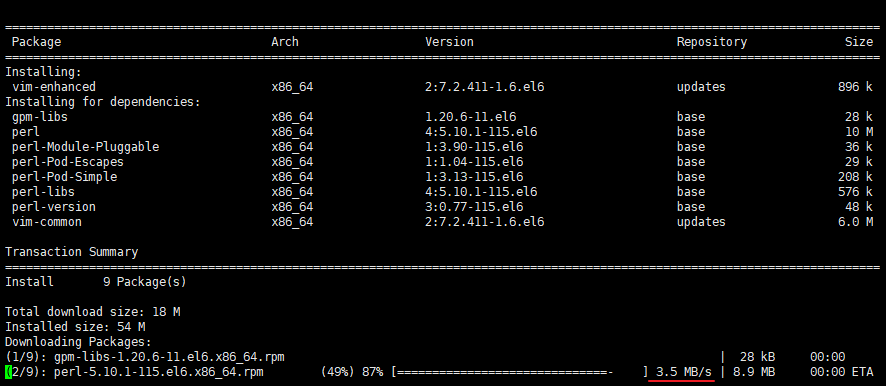 ================================================================================
Package Arch Version Repository Size
================================================================================
Installing:
vim-enhanced x86_64 2:7.2.411-1.6.el6 updates 896 k
Installing for dependencies:
gpm-libs x86_64 1.20.6-11.el6 base 28 k
perl x86_64 4:5.10.1-115.el6 base 10 M
perl-Module-Pluggable x86_64 1:3.90-115.el6 base 36 k
perl-Pod-Escapes x86_64 1:1.04-115.el6 base 29 k
perl-Pod-Simple x86_64 1:3.13-115.el6 base 208 k
perl-libs x86_64 4:5.10.1-115.el6 base 576 k
perl-version x86_64 3:0.77-115.el6 base 48 k
vim-common x86_64 2:7.2.411-1.6.el6 updates 6.0 M
Transaction Summary
================================================================================
Install 9 Package(s)
Total download size: 18 M
Installed size: 54 M
Downloading Packages:
(1/9): gpm-libs-1.20.6-11.el6.x86_64.rpm | 28 kB 00:00
(2/9): perl-5.10.1-115.el6.x86_64.rpm (49%) 87% [==============================- ] 3.5 MB/s | 8.9 MB 00:00 ETA